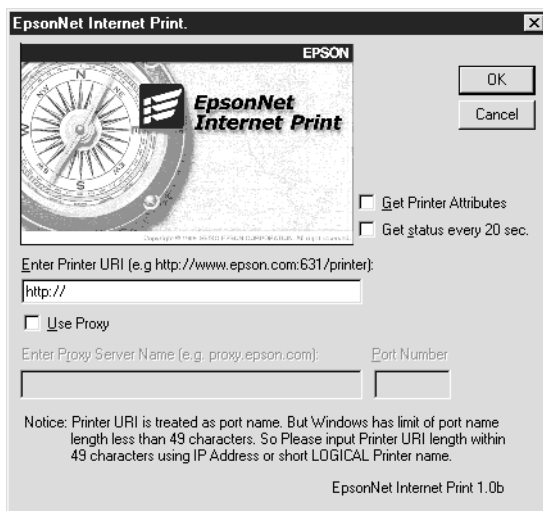 EpsonNet Internet Print.
EPSON
EpsonNet
Internet Print
N
S
OK
Cancel
Get Printer Attributes
Get status every 20 sec.
Enter Printer URI (e.g http://www.epson.com:631/printer):
http://
Use Proxy
Enter Proxy Server Name (e.g. proxy.epson.com):
Port Number
Notice: Printer URI is treated as port name. But Windows has limit of port name
length less than 49 characters. So Please input Printer URI length within
49 characters using IP Address or short LOGICAL Printer name.
EpsonNet Internet Print 1.0b